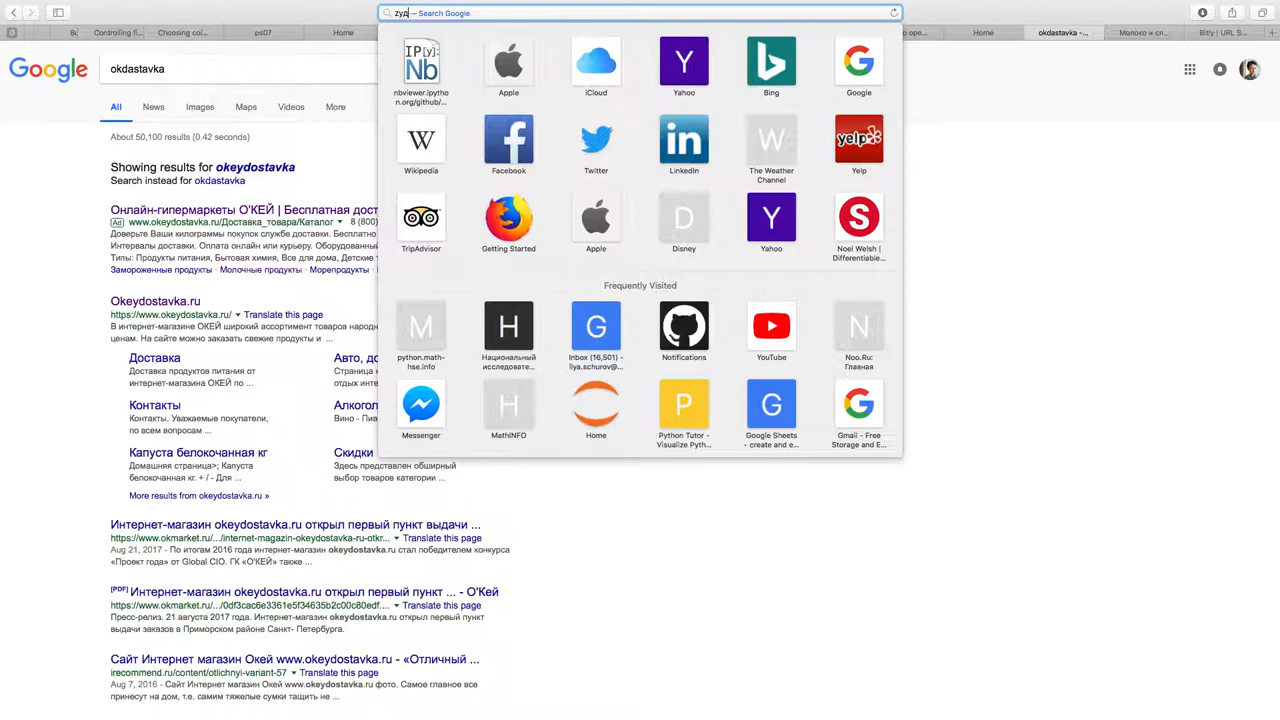 zyд — Search Google
Bu
Controlling fi...
Choosing col...
ps07
Home
o ope...
Home
okdastavka -...
Молоко и сл...
Bitly | URL S...
Google
okdastavka
All
News
Images
Maps
Videos
More
About 50,100 results (0.42 seconds)
Showing results for okeydostavka
Search instead for okdastavka
Онлайн-гипермаркеты О'КЕЙ | Бесплатная дост
Ad www.okeydostavka.ru/Доставка_товара/Каталог 8 (800)
Доверьте Ваши килограммы покупок службе доставки. Бесплатно
Интервалы доставки. Оплата онлайн или курьеру. Оборудованный
Типы: Продукты питания, Бытовая химия, Все для дома, Детские
Замороженные продукты · Молочные продукты · Морепродукты ·
Okeydostavka.ru
https://www.okeydostavka.ru/ Translate this page
В интернет-магазине ОКЕЙ широкий ассортимент товаров народн
ценам. На сайте можно заказать свежие продукты и ...
Доставка
Доставка продуктов питания от
интернет-магазина ОКЕЙ по ...
Авто, до
Страница н
отдых инте
Контакты
Контакты. Уважаемые покупатели,
по всем вопросам ...
Алкогол
Вино - Пив
Капуста белокочанная кг
Домашняя страница>; Капуста
белокочанная кг. + / - Для ...
Скидки
Здесь представлен обширный
выбор товаров категории ...
More results from okeydostavka.ru »
Интернет-магазин okeydostavka.ru открыл первый пункт выдачи ...
https://www.okmarket.ru/.../internet-magazin-okeydostavka-ru-otkr... Translate this page
Aug 21, 2017 - По итогам 2016 года интернет-магазин okeydostavka.ru стал победителем конкурса
«Проект года» от Global CIO. ГК «О'КЕЙ» также ...
[PDF] Интернет-магазин okeydostavka.ru открыл первый пункт ... - О'Кей
https://www.okmarket.ru/.../0df3cac6e3361e5f34635b2c00c80edf.... Translate this page
Пресс-релиз. 21 августа 2017 года. Интернет-магазин okeydostavka.ru открыл первый пункт
выдачи заказов в Приморском районе Санкт- Петербурга.
Сайт Интернет магазин Окей www.okeydostavka.ru - «Отличный ...
irecommend.ru/content/otlichnyi-variant-57 Translate this page
Aug 7, 2016 - Сайт Интернет магазин Окей www.okeydostavka.ru фото. Самое главное все
принесут на дом, т.е. самим тяжелые сумки тащить не ...
IP[y]:
Nb
Y
nbviewer.ipytho
n.org/github/...
Apple
iCloud
Yahoo
Bing
Google
W
f
in
W
yelp
Wikipedia
Facebook
Twitter
LinkedIn
The Weather
Channel
Yelp
D
Y
S
TripAdvisor
Getting Started
Apple
Disney
Yahoo
Noel Welsh |
Differentiable...
Frequently Visited
M
H
G
N
python.math-
hse.info
Национальный
исследовате...
Inbox (16,501) -
ilya.schurov@...
Notifications
YouTube
Noo.Ru:
Главная
H
P
G
Messenger
MathINFO
Home
Python Tutor -
Visualize Pyth...
Google Sheets
- create and e...
Gmail - Free
Storage and E...